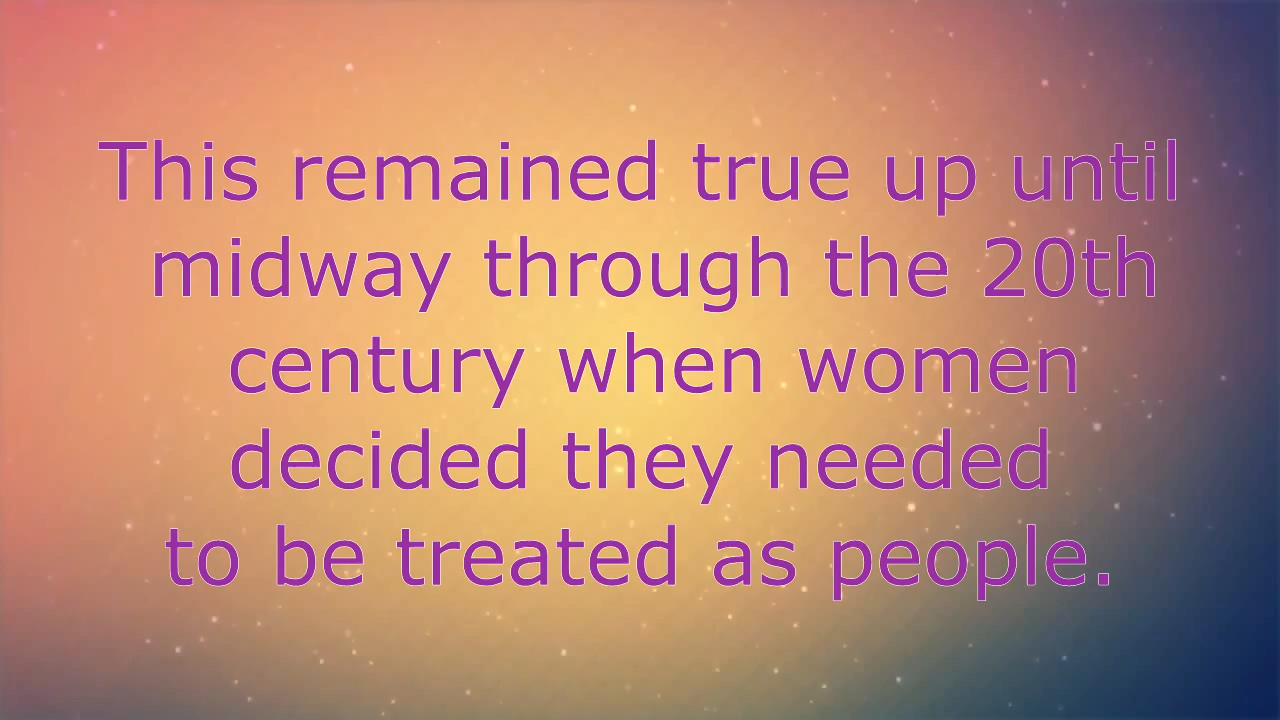 This remained true up until
midway through the 20th
century when women
decided they needed
to be treated as people.